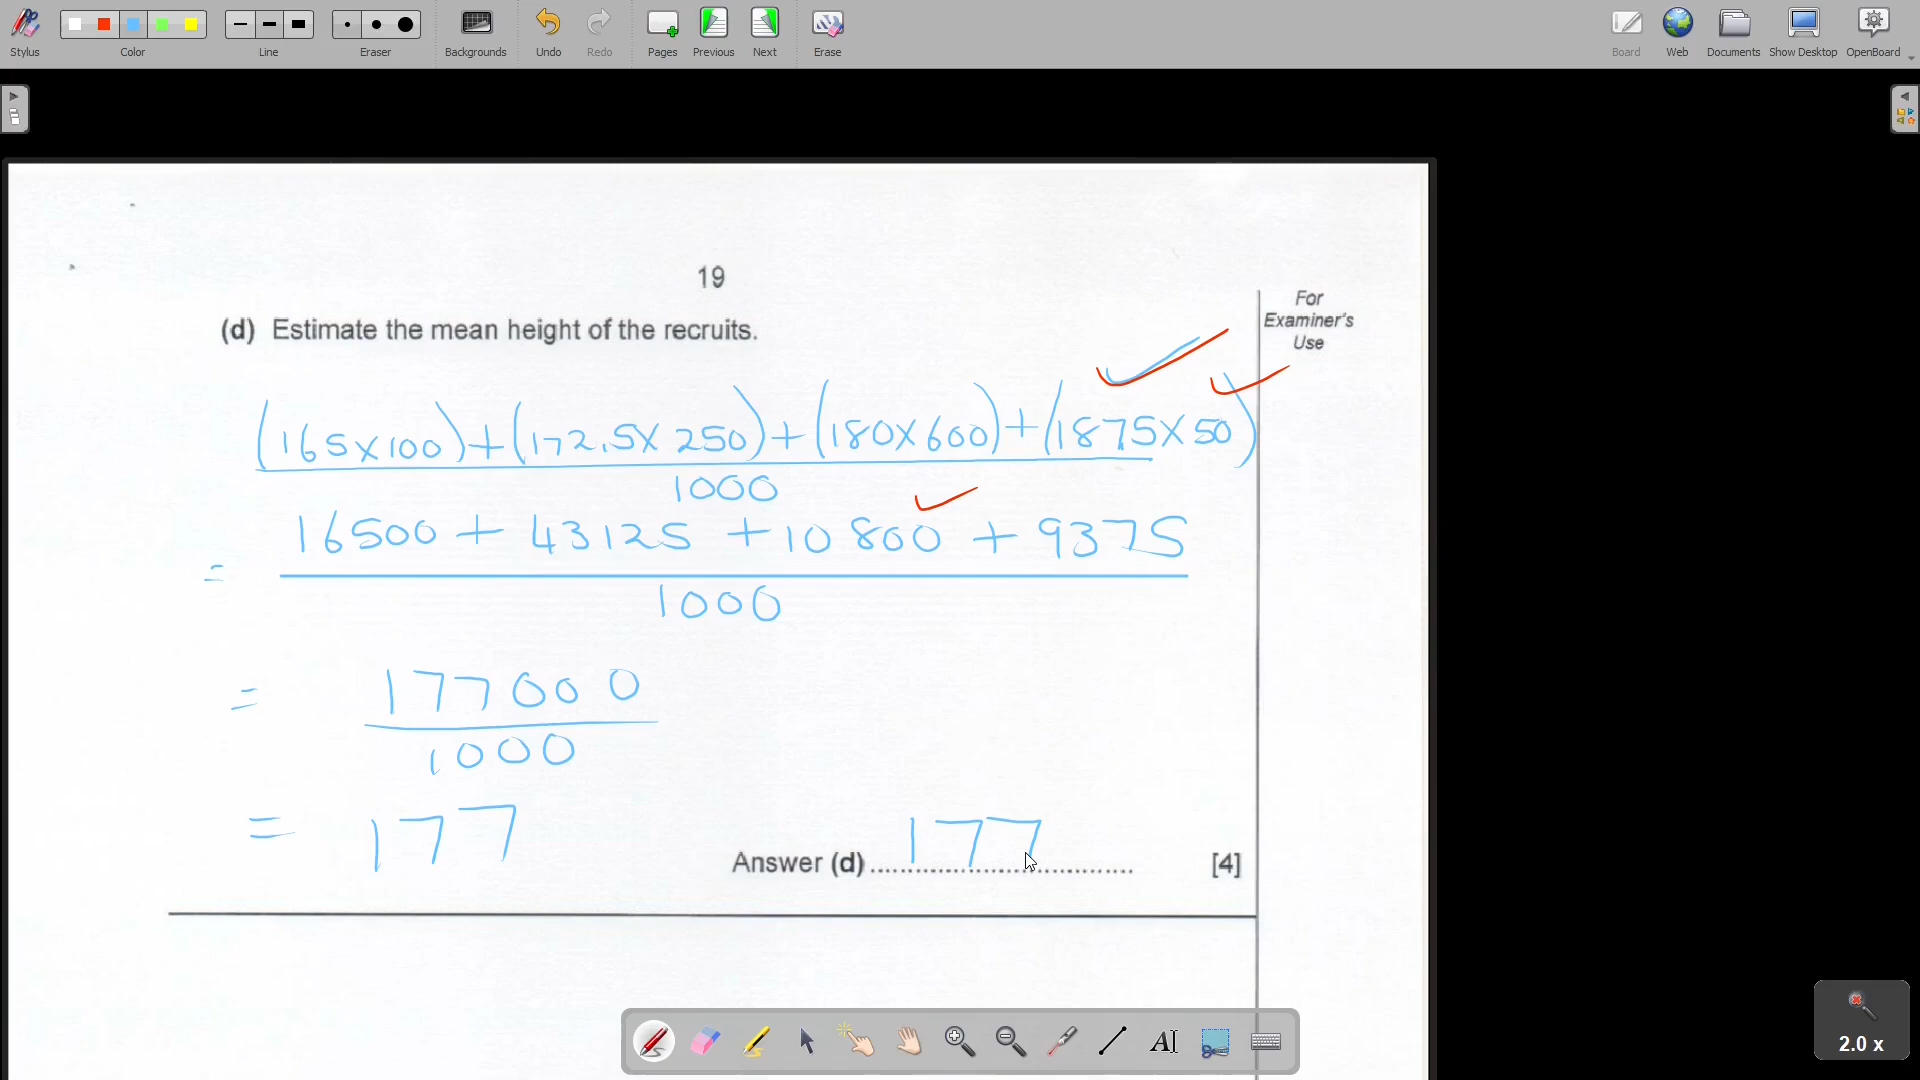 Stylus Color Line Eraser Backgrounds Undo Redo Pages Previous Next Erase Board Web Documents Show Desktop OpenBoard
19
For
Examiner's
Use
(d) Estimate the mean height of the recruits.
(165x100)+(172.5x250)+(180x600)+(187.5x50)
1000
= 16500 + 43125 + 10800 + 9375
1000
= 177000
1000
= 177
177
Answer (d) ........................ [4]
AI
2.0 x